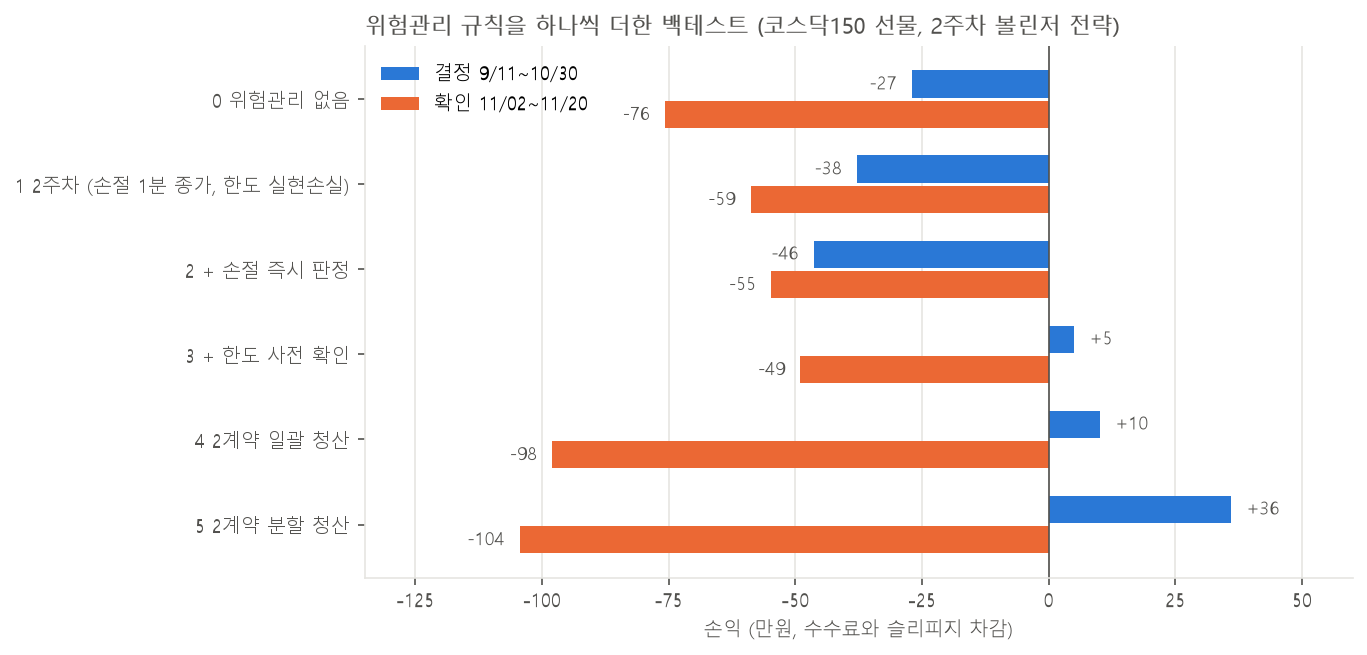 위험관리 규칙을 하나씩 더한 백테스트 (코스닥150 선물, 2주차 볼린저 전략)
결정 9/11~10/30
확인 11/02~11/20
0 위험관리 없음
-27
-76
1 2주차 (손절 1분 종가, 한도 실현손실)
-38
-59
2 + 손절 즉시 판정
-46
-55
3 + 한도 사전 확인
+5
-49
4 2계약 일괄 청산
+10
-98
5 2계약 분할 청산
+36
-104
-125 -100 -75 -50 -25 0 25 50
손익 (만원, 수수료와 슬리피지 차감)